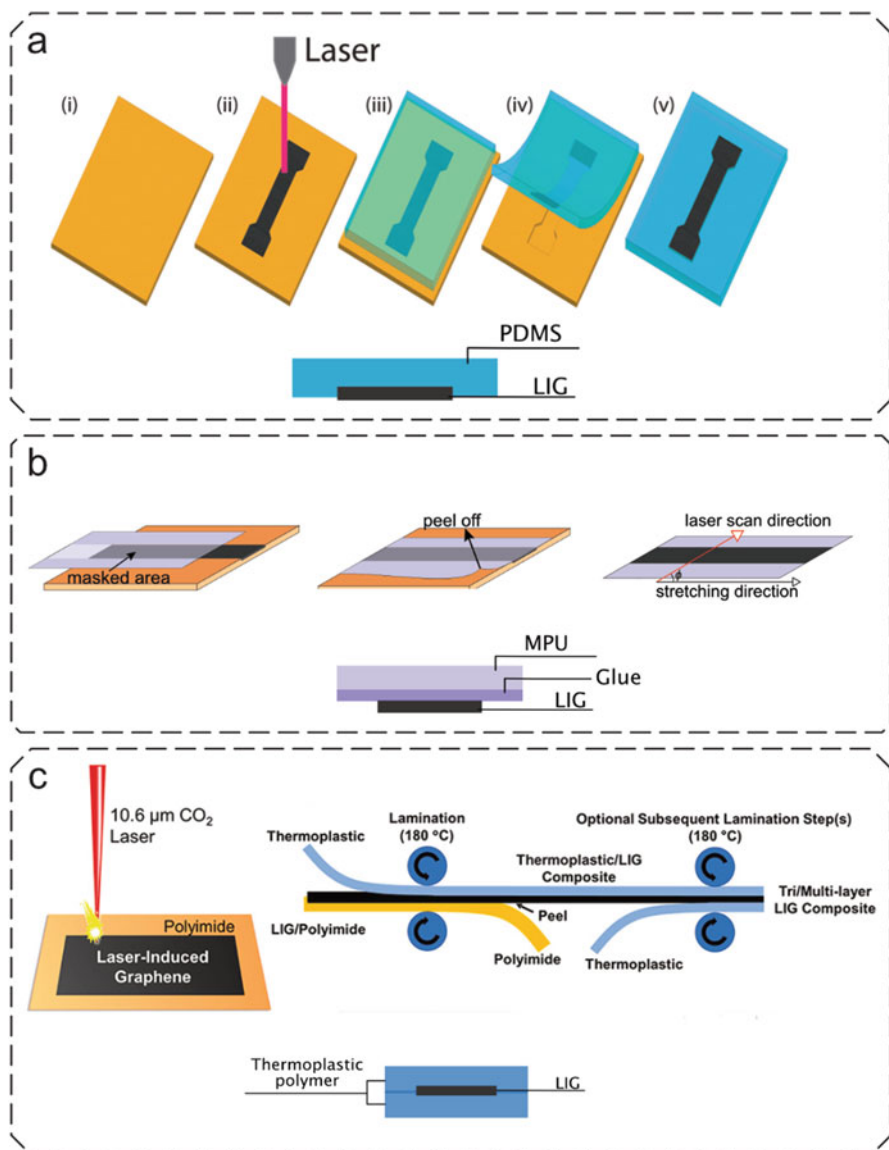 a
Laser
(i)
(ii)
(iii)
(iv)
(v)
PDMS
LIG
b
masked area
peel off
laser scan direction
ϕ
stretching direction
MPU
Glue
LIG
c
10.6 µm CO₂
Laser
Polyimide
Laser-Induced
Graphene
Thermoplastic
Lamination
(180 °C)
Optional Subsequent Lamination Step(s)
(180 °C)
Thermoplastic/LIG
Composite
Tri/Multi-layer
LIG Composite
LIG/Polyimide
Peel
Polyimide
Thermoplastic
Thermoplastic
polymer
LIG